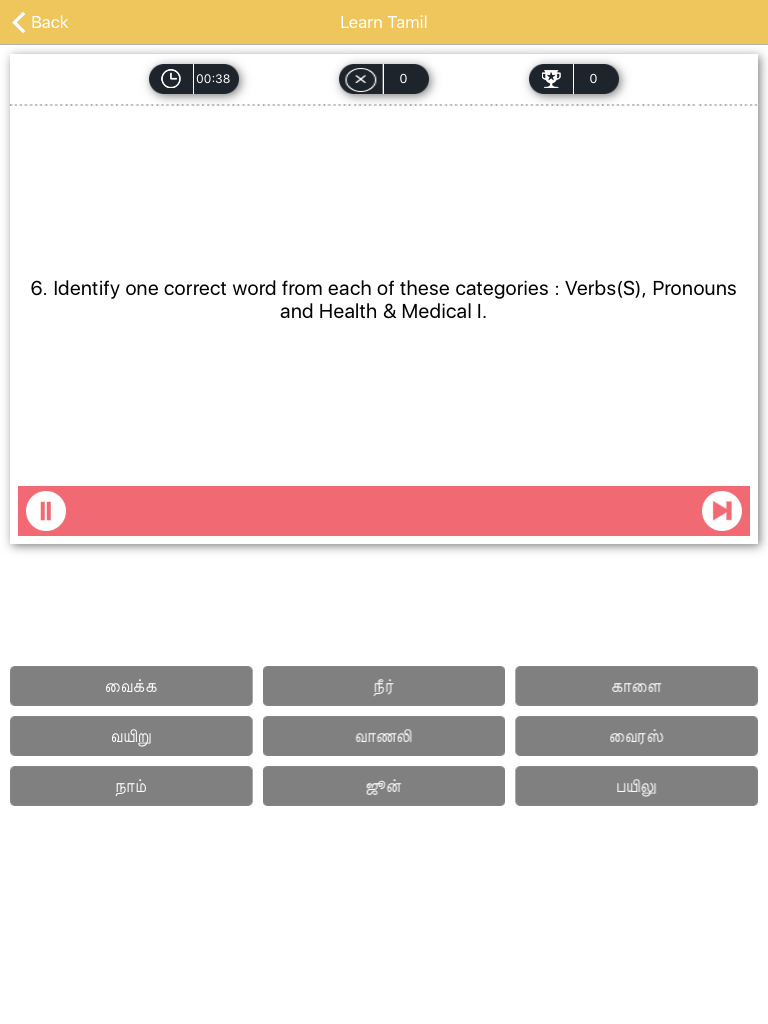 Back
Learn Tamil
00:38
0
0
6. Identify one correct word from each of these categories : Verbs(S), Pronouns
and Health & Medical I.
வைக்க
நீர்
காளை
வயிறு
வாணலி
வைரஸ்
நாம்
ஜூன்
பயிலு